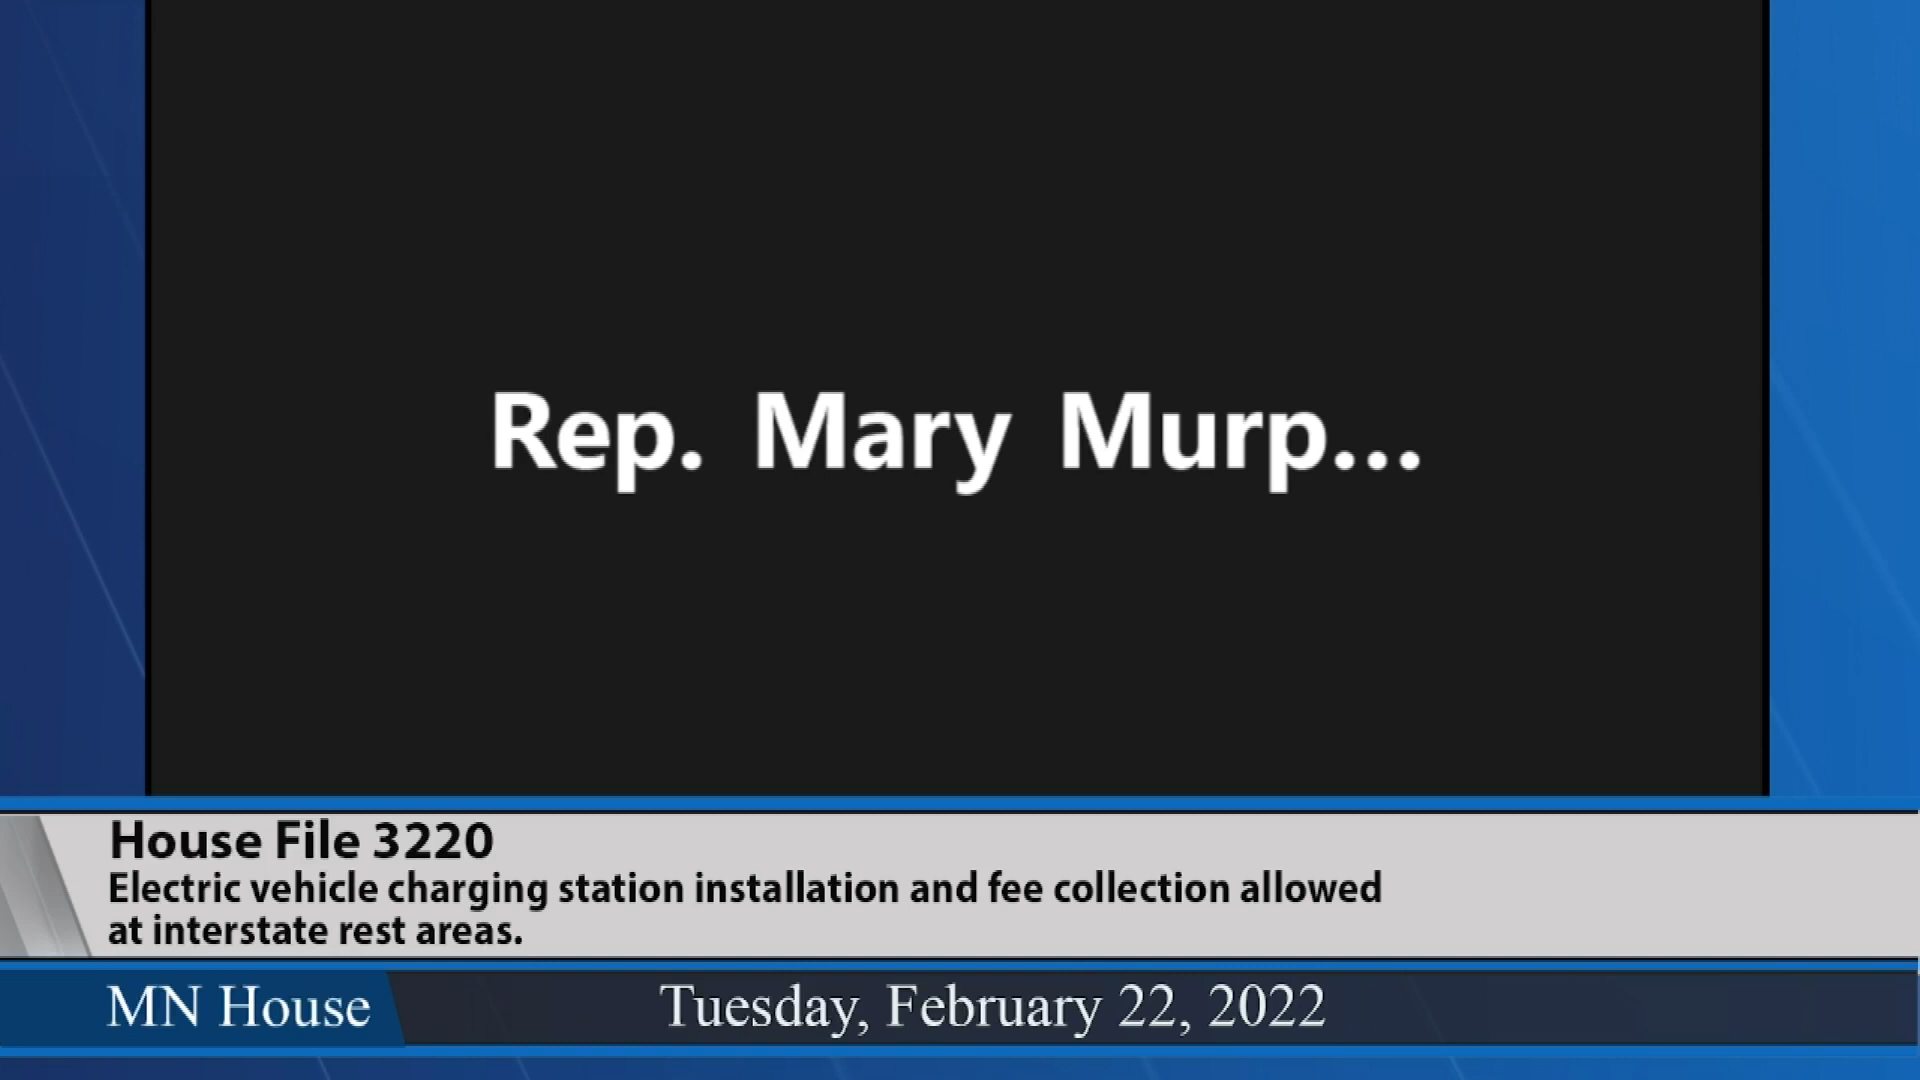 Rep. Mary Murp...
House File 3220
Electric vehicle charging station installation and fee collection allowed
at interstate rest areas.
MN House
Tuesday, February 22, 2022